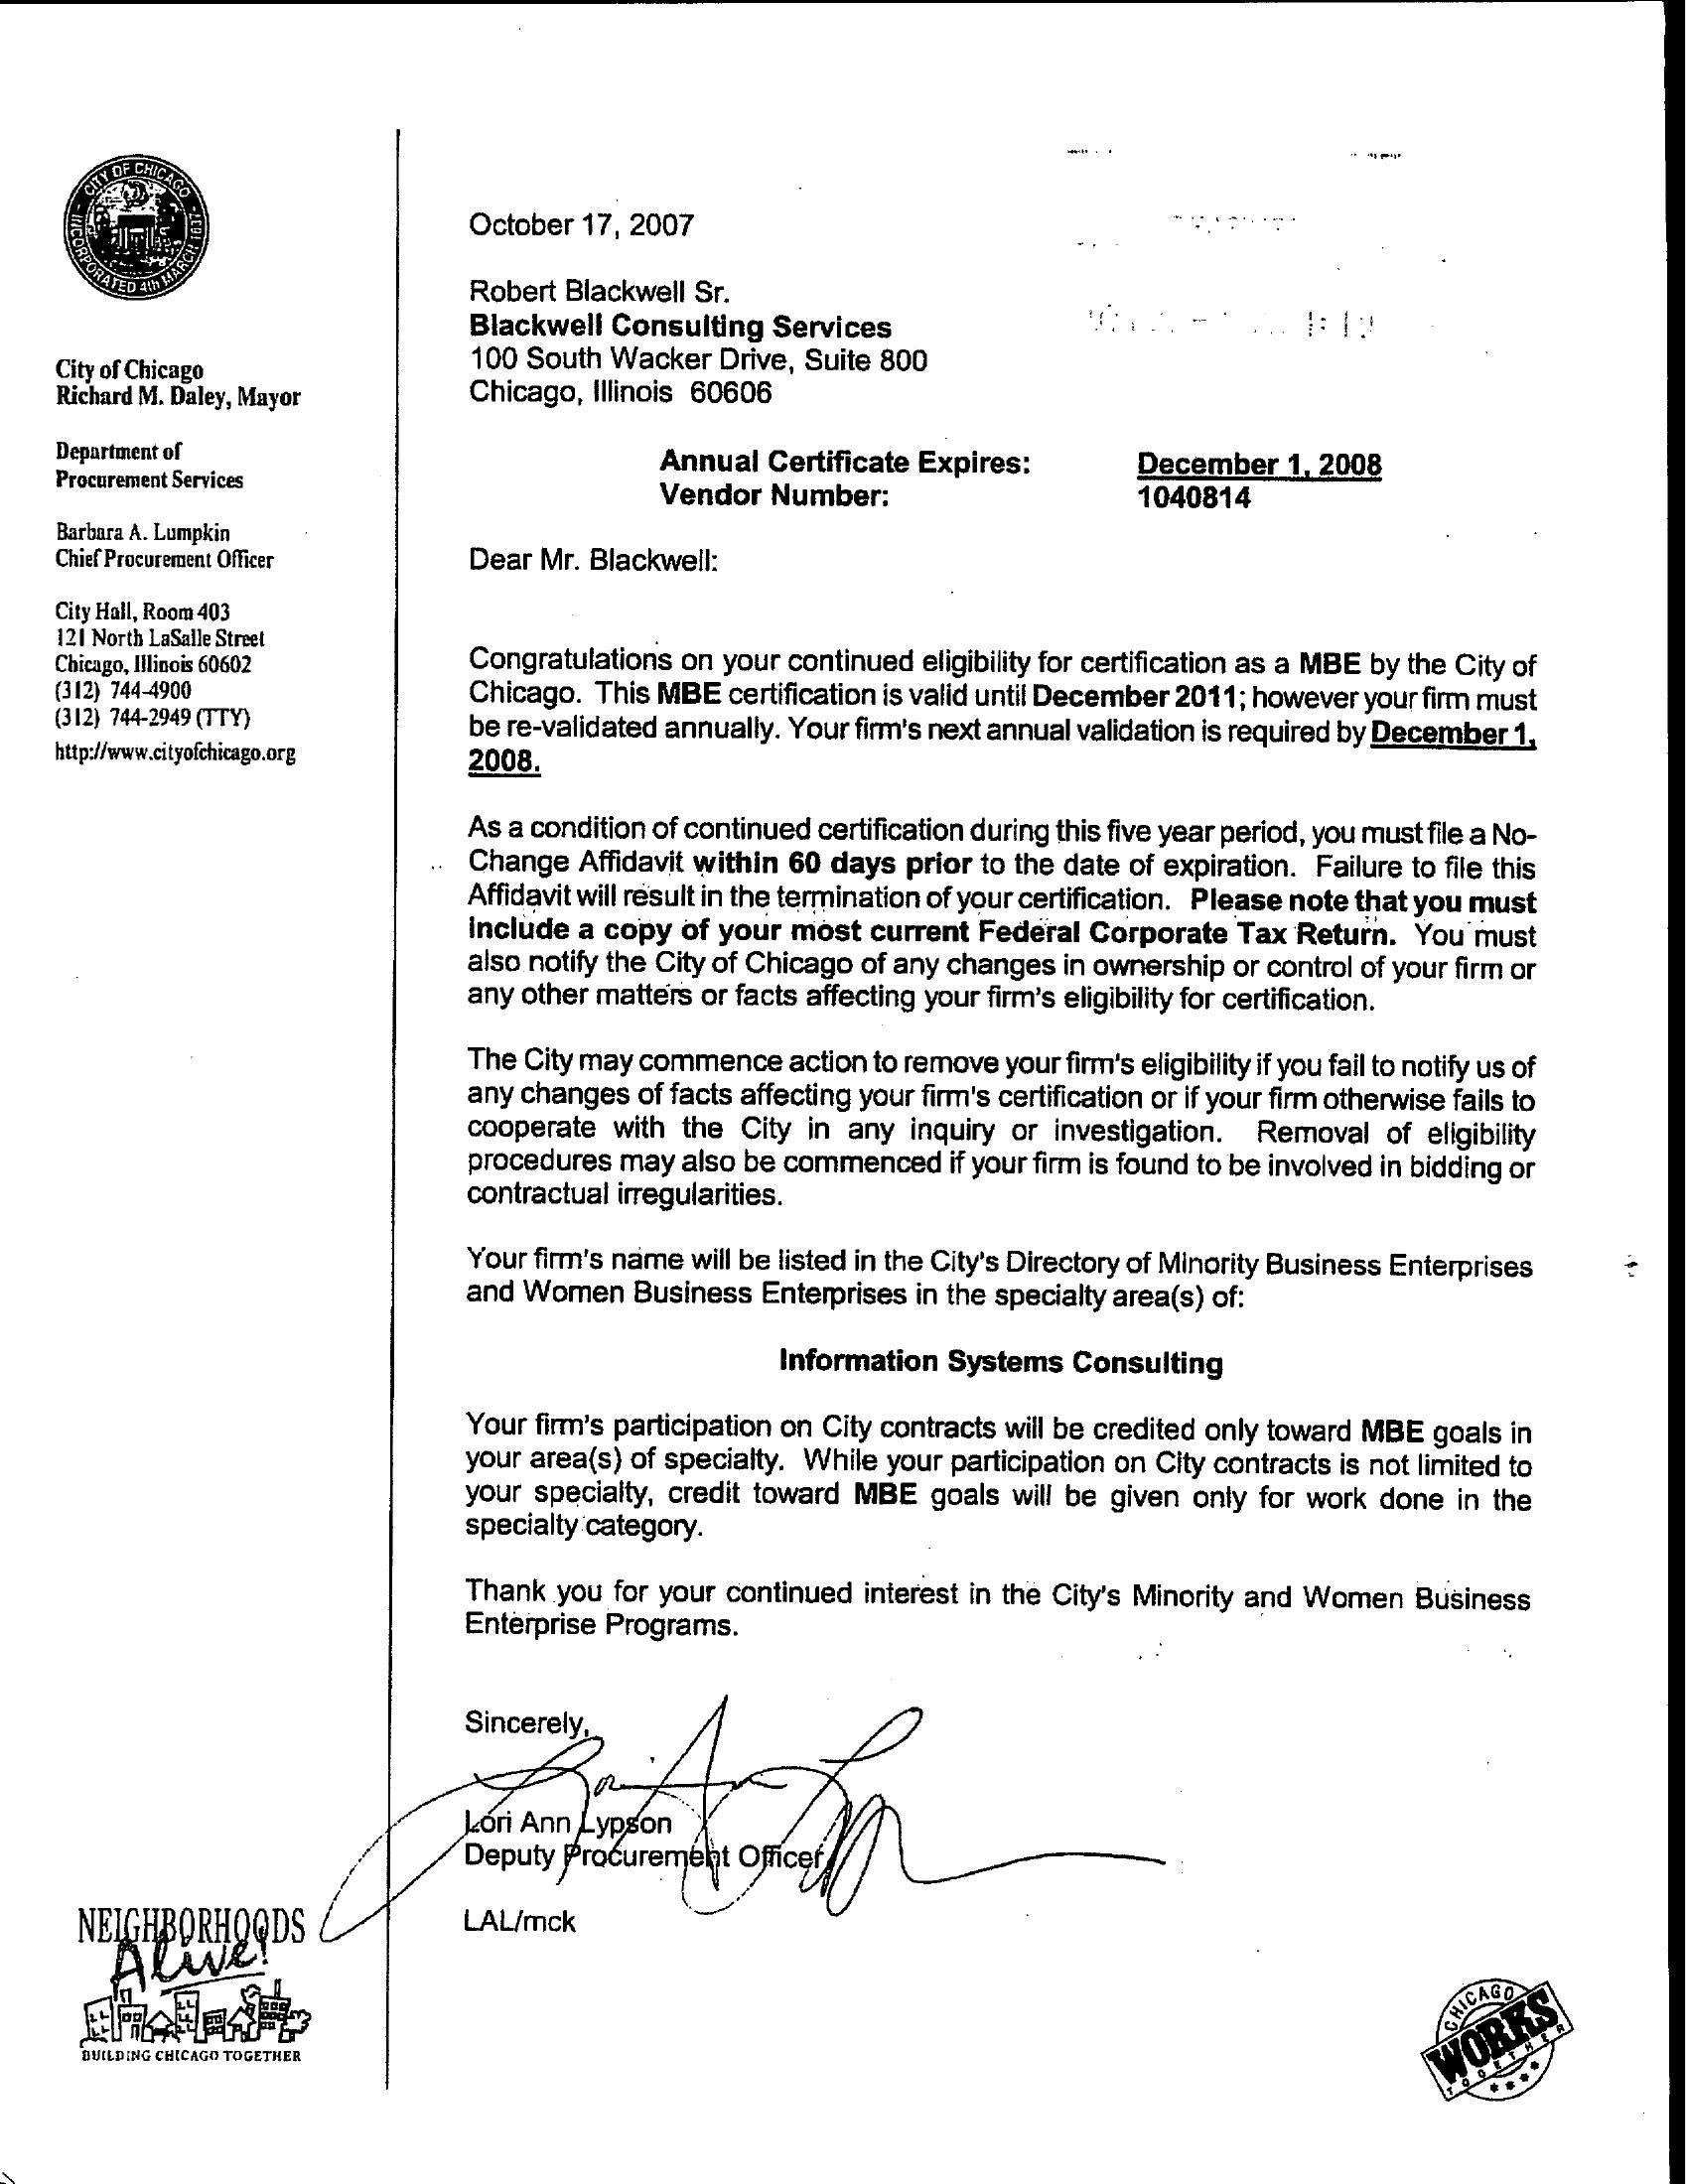 CITY OF CHICAGO
INCORPORATED 4th MARCH 1837
City of Chicago
Richard M. Daley, Mayor
Department of
Procurement Services
Barbara A. Lumpkin
Chief Procurement Officer
City Hall, Room 403
121 North LaSalle Street
Chicago, Illinois 60602
(312) 744-4900
(312) 744-2949 (TTY)
http://www.cityofchicago.org
October 17, 2007
Robert Blackwell Sr.
Blackwell Consulting Services
100 South Wacker Drive, Suite 800
Chicago, Illinois 60606
Annual Certificate Expires: December 1, 2008
Vendor Number: 1040814
Dear Mr. Blackwell:
Congratulations on your continued eligibility for certification as a MBE by the City of
Chicago. This MBE certification is valid until December 2011; however your firm must
be re-validated annually. Your firm's next annual validation is required by December 1,
2008.
As a condition of continued certification during this five year period, you must file a No-
Change Affidavit within 60 days prior to the date of expiration. Failure to file this
Affidavit will result in the termination of your certification. Please note that you must
include a copy of your most current Federal Corporate Tax Return. You must
also notify the City of Chicago of any changes in ownership or control of your firm or
any other matters or facts affecting your firm's eligibility for certification.
The City may commence action to remove your firm's eligibility if you fail to notify us of
any changes of facts affecting your firm's certification or if your firm otherwise fails to
cooperate with the City in any inquiry or investigation. Removal of eligibility
procedures may also be commenced if your firm is found to be involved in bidding or
contractual irregularities.
Your firm's name will be listed in the City's Directory of Minority Business Enterprises
and Women Business Enterprises in the specialty area(s) of:
Information Systems Consulting
Your firm's participation on City contracts will be credited only toward MBE goals in
your area(s) of specialty. While your participation on City contracts is not limited to
your specialty, credit toward MBE goals will be given only for work done in the
specialty category.
Thank you for your continued interest in the City's Minority and Women Business
Enterprise Programs.
Sincerely,
Lori Ann Lypson
Deputy Procurement Officer
LAL/mck
NEIGHBORHOODS
Alive!
BUILDING CHICAGO TOGETHER
CHICAGO
WORKS
TOGETHER